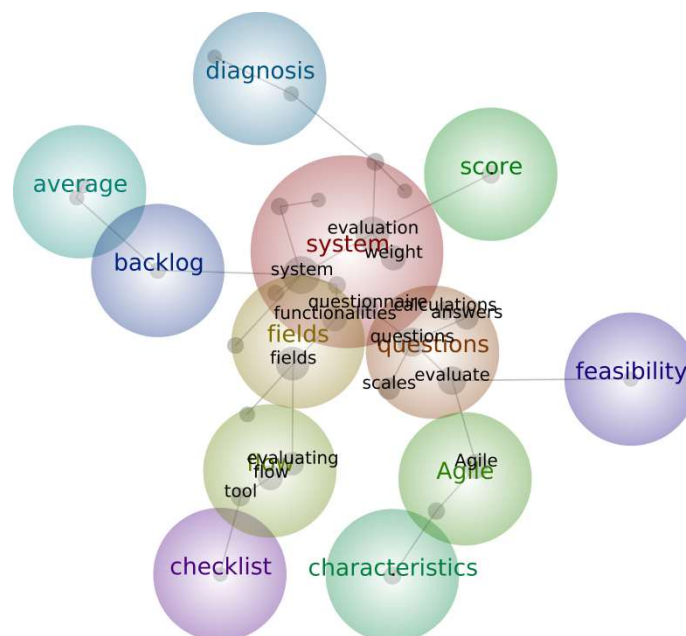 diagnosis
score
average
evaluation
system
weight
backlog
system
questionnaire
calculations
functionalities
answers
fields
questions
questions
fields
evaluate
feasibility
scales
evaluating
flow
Agile
Agile
flow
tool
checklist
characteristics